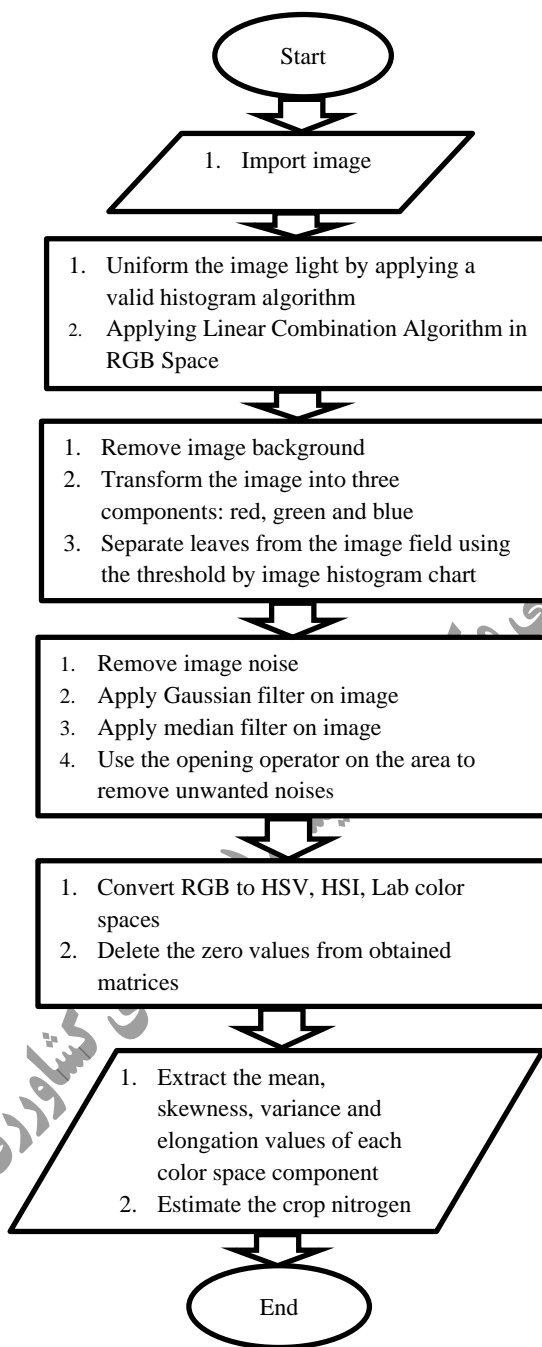 Start
1. Import image
1. Uniform the image light by applying a
valid histogram algorithm
2. Applying Linear Combination Algorithm in
RGB Space
1. Remove image background
2. Transform the image into three
components: red, green and blue
3. Separate leaves from the image field using
the threshold by image histogram chart
1. Remove image noise
2. Apply Gaussian filter on image
3. Apply median filter on image
4. Use the opening operator on the area to
remove unwanted noises
1. Convert RGB to HSV, HSI, Lab color
spaces
2. Delete the zero values from obtained
matrices
1. Extract the mean,
skewness, variance and
elongation values of each
color space component
2. Estimate the crop nitrogen
End